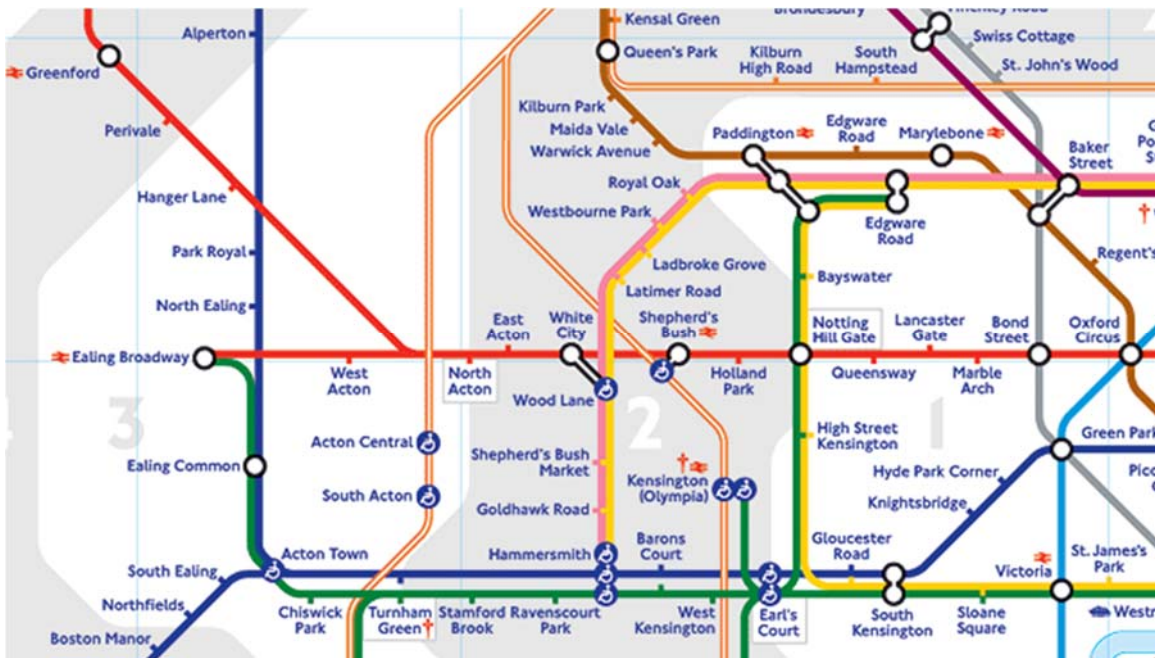 Alperton
Kensal Green
Finchley Road
Swiss Cottage
St. John's Wood
Queen's Park
Kilburn
High Road
South
Hampstead
Greenford
Perivale
Kilburn Park
Maida Vale
Warwick Avenue
Paddington
Edgware
Road
Marylebone
Baker
Street
Hanger Lane
Royal Oak
Westbourne Park
Edgware
Road
Park Royal
Ladbroke Grove
Latimer Road
Bayswater
Regent's
North Ealing
East
Acton
White
City
Shepherd's
Bush
Notting
Hill Gate
Lancaster
Gate
Bond
Street
Oxford
Circus
Ealing Broadway
West
Acton
North
Acton
Wood Lane
Holland
Park
Queensway
Marble
Arch
3
2
1
4
Acton Central
Shepherd's Bush
Market
High Street
Kensington
Green Park
Ealing Common
South Acton
Kensington
(Olympia)
Hyde Park Corner
Knightsbridge
Goldhawk Road
Acton Town
Hammersmith
Barons
Court
Gloucester
Road
Victoria
St. James's
Park
South Ealing
Northfields
Boston Manor
Chiswick
Park
Turnham
Green†
Stamford
Brook
Ravenscourt
Park
West
Kensington
Earl's
Court
South
Kensington
Sloane
Square